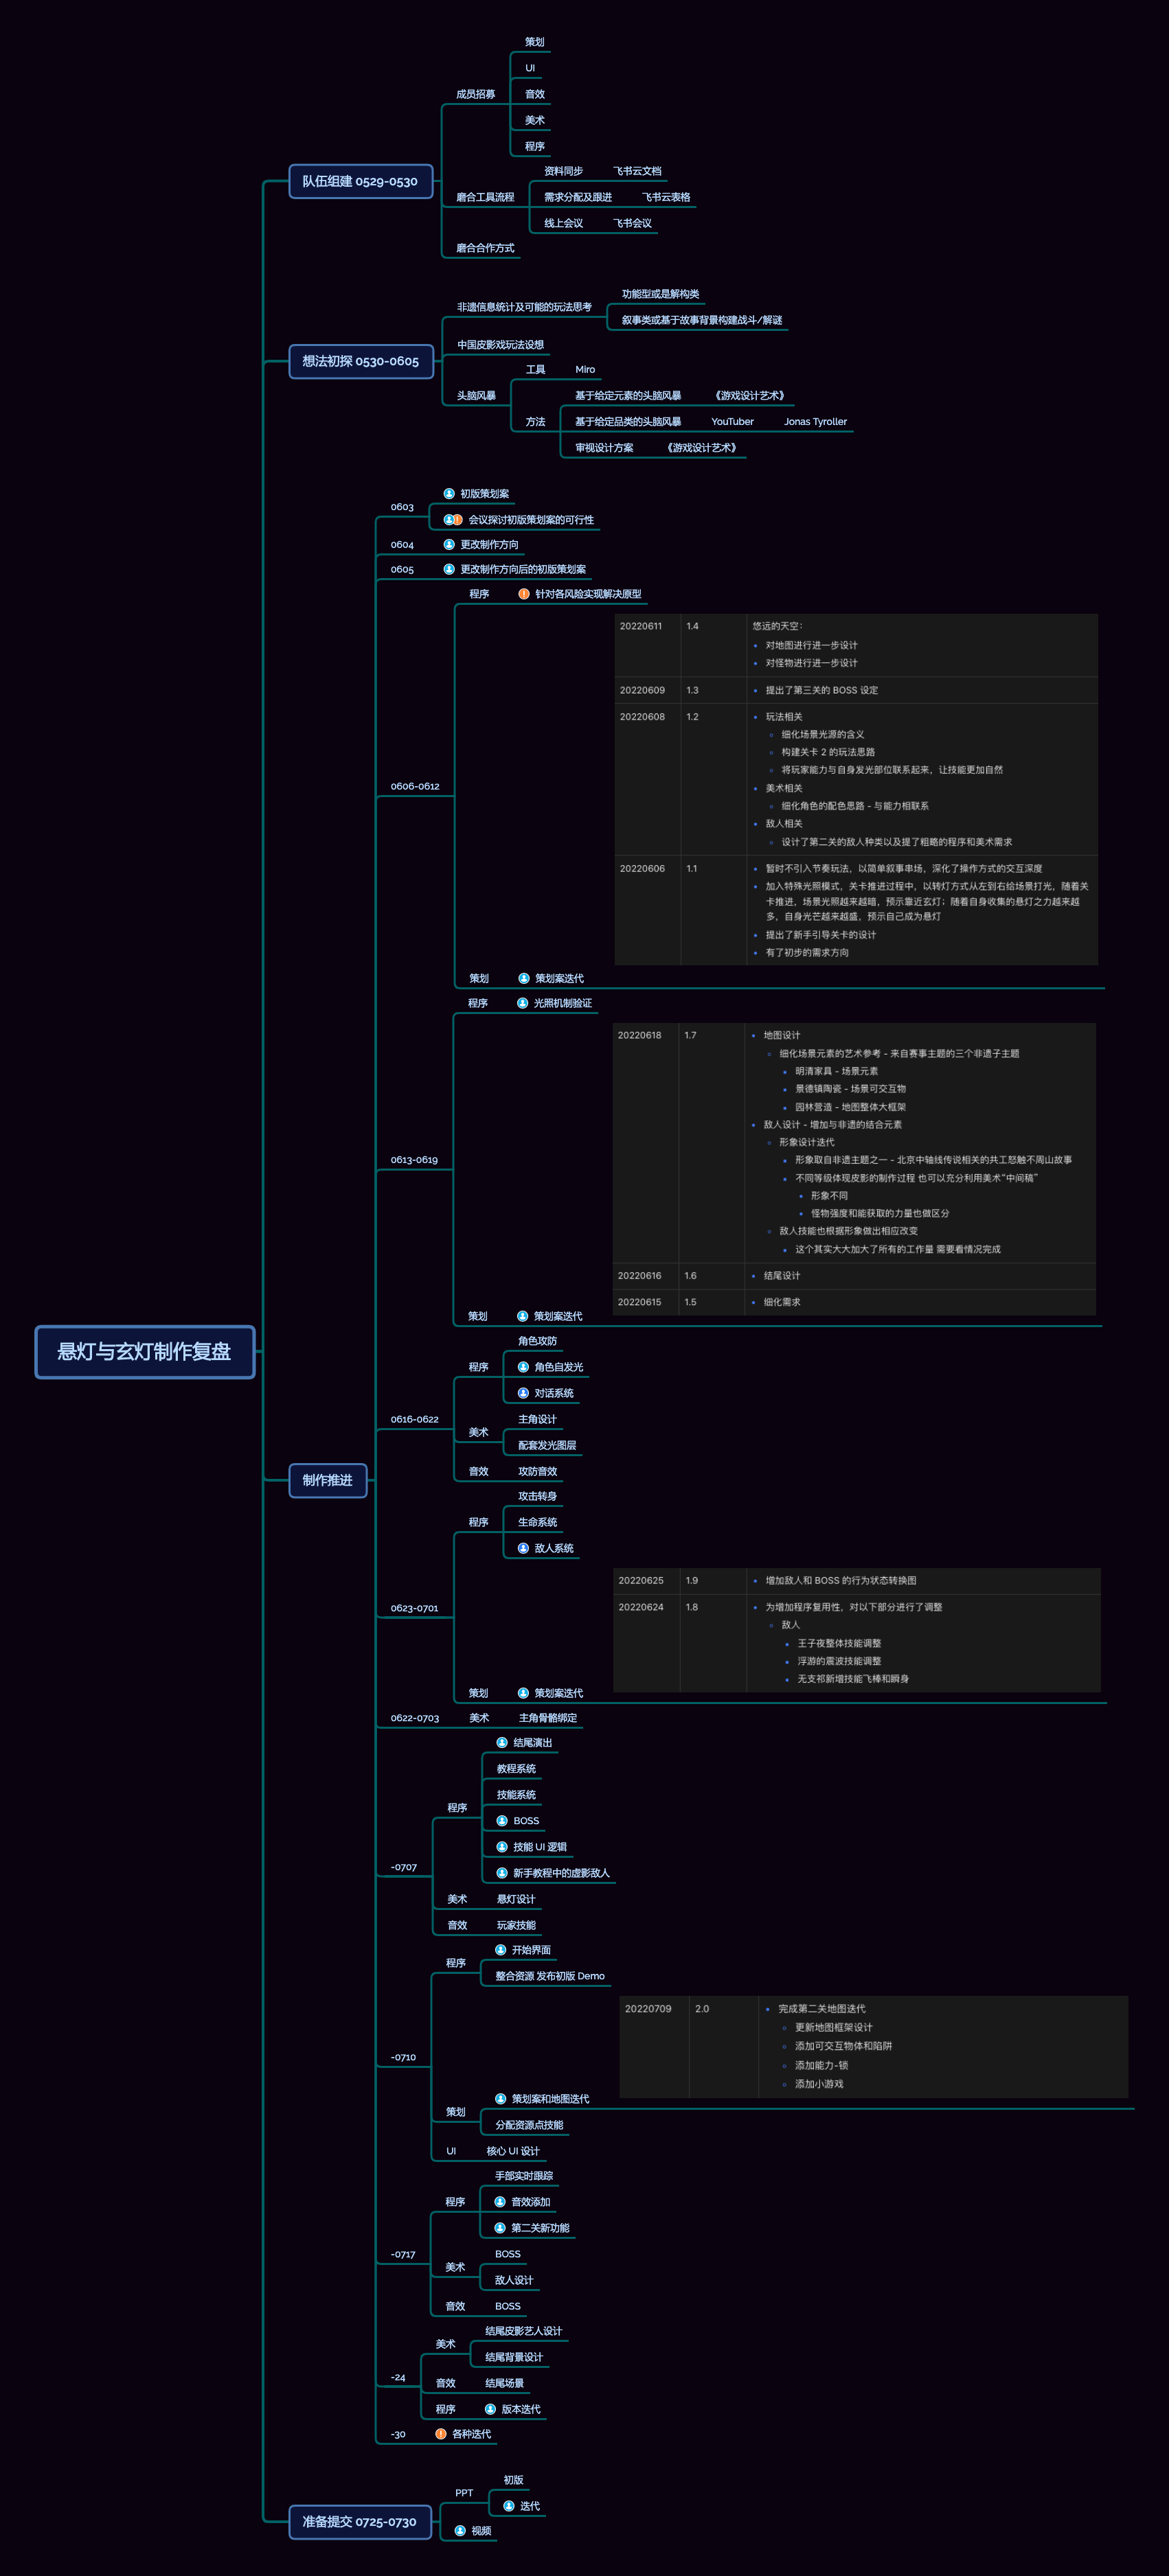 悬灯与玄灯制作复盘
队伍组建 0529-0530
成员招募
策划
UI
音效
美术
程序
磨合工具流程
资料同步 飞书云文档
需求分配及跟进 飞书云表格
线上会议 飞书会议
磨合合作方式
想法初探 0530-0605
非遗信息统计及可能的玩法思考
功能型或是解构类
叙事类或基于故事背景构建战斗/解谜
中国皮影戏玩法设想
头脑风暴
工具 Miro
方法
基于给定元素的头脑风暴 《游戏设计艺术》
基于给定品类的头脑风暴 YouTuber Jonas Tyroller
审视设计方案 《游戏设计艺术》
制作推进
0603
初版策划案
会议探讨初版策划案的可行性
0604 更改制作方向
0605 更改制作方向后的初版策划案
0606-0612
程序 针对各风险实现解决原型
20220611 1.4 悠远的天空：
对地图进行进一步设计
对怪物进行进一步设计
20220609 1.3 提出了第三关的 BOSS 设定
20220608 1.2 玩法相关
细化场景光源的含义
构建关卡 2 的玩法思路
将玩家能力与自身发光部位联系起来，让技能更加自然
美术相关
细化角色的配色思路 - 与能力相联系
敌人相关
设计了第二关的敌人种类以及提了粗略的程序和美术需求
20220606 1.1 暂时不引入节奏玩法，以简单叙事串场，深化了操作方式的交互深度
加入特殊光照模式，关卡推进过程中，以转灯方式从左到右给场景打光，随着关
卡推进，场景光照越来越暗，预示靠近玄灯；随着自身收集的悬灯之力越来越
多，自身光芒越来越盛，预示自己成为悬灯
提出了新手引导关卡的设计
有了初步的需求方向
策划 策划案迭代
0613-0619
程序 光照机制验证
20220618 1.7 地图设计
细化场景元素的艺术参考 - 来自赛事主题的三个非遗子主题
明清家具 - 场景元素
景德镇陶瓷 - 场景可交互物
园林营造 - 地图整体大框架
敌人设计 - 增加与非遗的结合元素
形象设计迭代
形象取自非遗主题之一 - 北京中轴线传说相关的共工怒触不周山故事
不同等级体现皮影的制作过程 也可以充分利用美术“中间稿”
形象不同
怪物强度和能获取的力量也做区分
敌人技能也根据形象做出相应改变
这个其实大大加大了所有的工作量 需要看情况完成
20220616 1.6 结尾设计
20220615 1.5 细化需求
策划 策划案迭代
0616-0622
程序
角色攻防
角色自发光
对话系统
美术
主角设计
配套发光图层
音效 攻防音效
0623-0701
程序
攻击转身
生命系统
敌人系统
20220625 1.9 增加敌人和 BOSS 的行为状态转换图
20220624 1.8 为增加程序复用性，对以下部分进行了调整
敌人
王子夜整体技能调整
浮游的震波技能调整
无支祁新增技能飞棒和瞬身
策划 策划案迭代
0622-0703 美术 主角骨骼绑定
-0707
程序
结尾演出
教程系统
技能系统
BOSS
技能 UI 逻辑
新手教程中的虚影敌人
美术 悬灯设计
音效 玩家技能
-0710
程序
开始界面
整合资源 发布初版 Demo
20220709 2.0 完成第二关地图迭代
更新地图框架设计
添加可交互物体和陷阱
添加能力-锁
添加小游戏
策划
策划案和地图迭代
分配资源点技能
UI 核心 UI 设计
-0717
程序
手部实时跟踪
音效添加
第二关新功能
美术
BOSS
敌人设计
音效 BOSS
-24
美术
结尾皮影艺人设计
结尾背景设计
音效 结尾场景
程序 版本迭代
-30 各种迭代
准备提交 0725-0730
PPT
初版
迭代
视频